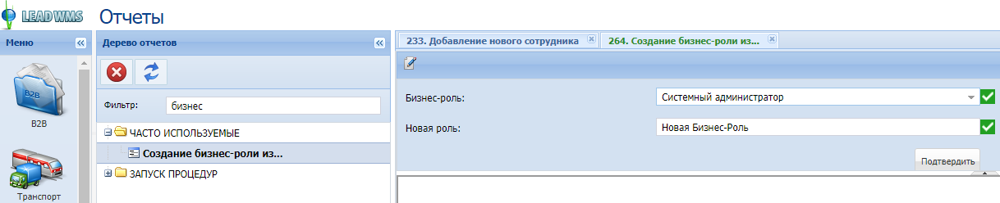 LEAD WMS Отчеты
Меню
B2B
B2B
Транспорт
Дерево отчетов
Фильтр: бизнес
ЧАСТО ИСПОЛЬЗУЕМЫЕ
Создание бизнес-роли из...
ЗАПУСК ПРОЦЕДУР
233. Добавление нового сотрудника
264. Создание бизнес-роли из...
Бизнес-роль: Системный администратор
Новая роль: Новая Бизнес-Роль
Подтвердить